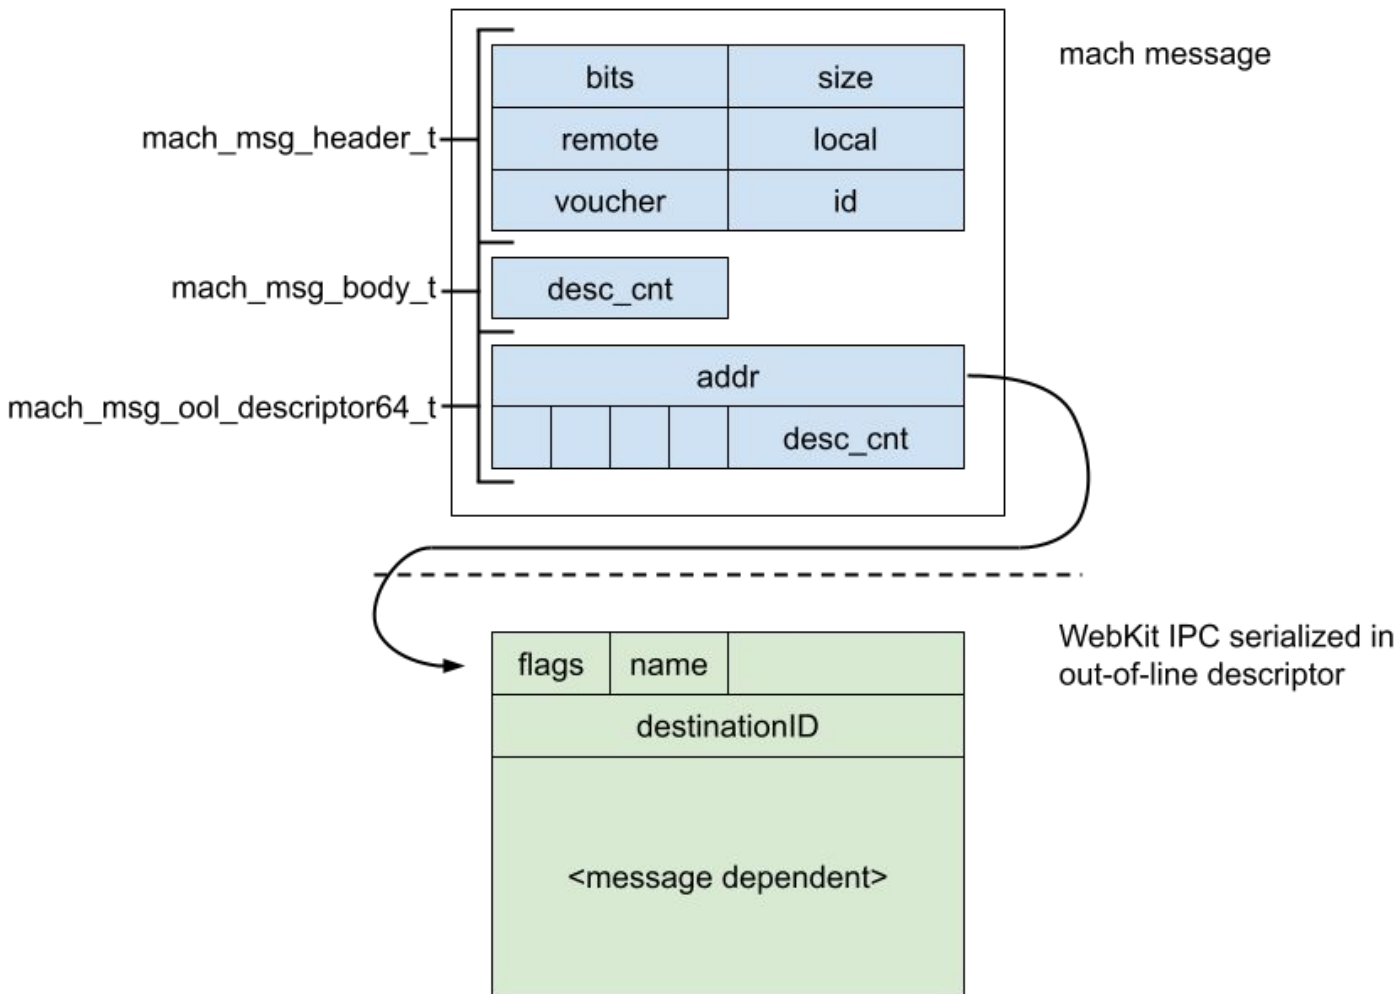 mach message
bits size
mach_msg_header_t remote local
voucher id
mach_msg_body_t desc_cnt
addr
mach_msg_ool_descriptor64_t
desc_cnt
WebKit IPC serialized in
out-of-line descriptor
flags name
destinationID
<message dependent>